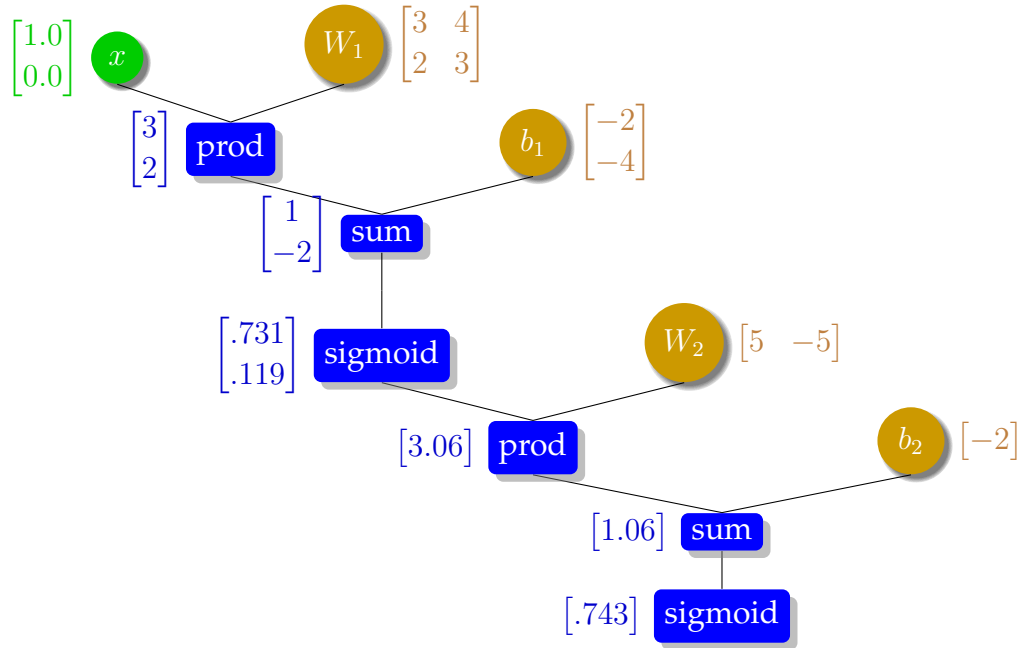 [1.0 0.0] x W₁ [3 4 2 3]
[3 2] prod b₁ [−2 −4]
[1 −2] sum
[.731 .119] sigmoid W₂ [5 −5]
[3.06] prod b₂ [−2]
[1.06] sum
[.743] sigmoid